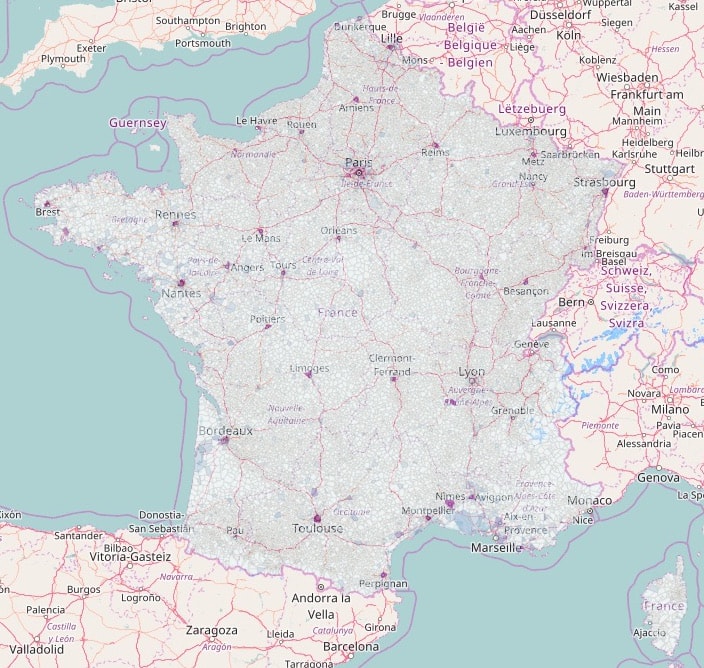 Bristol
Southampton
Brighton
Exeter
Portsmouth
Plymouth
Brugge
Vlaanderen
Dunkerque
Lille
België
Belgique
- Belgien
Mons
Düsseldorf
Wuppertal
Kassel
Siegen
Köln
Aachen
Liège
Hessen
Koblenz
Wiesbaden
Frankfurt am
Main
Guernsey
Le Havre
Rouen
Amiens
Hauts-de-
France
Lëtzebuerg
Luxembourg
Mannheim
Heidelberg
Saarbrücken
Karlsruhe
Heilbr
Normandie
Paris
Île-de-France
Reims
Metz
Nancy
Grand Est
Strasbourg
Stuttgart
Baden-Württemberg
Brest
Bretagne
Rennes
Le Mans
Orléans
Freiburg
im Breisgau
Basel
Pays-de-
la-Loire
Angers
Tours
Centre-Val
de Loire
Bourgogne-
Franche-
Comté
Besançon
Nantes
Schweiz,
Suisse,
Svizzera,
Svizra
Bern
Lausanne
Poitiers
France
Genève
Limoges
Clermont-
Ferrand
Lyon
Auvergne-
Rhône-Alpes
Como
Novara
Lombardia
Milano
Nouvelle-
Aquitaine
Grenoble
Piemonte
Pavia
Piacen
Alessandria
Bordeaux
Genova
La Spe
Provence-
Alpes-Côte
d'Azur
Nîmes
Avignon
Monaco
Nice
Montpellier
Aix-en-
Provence
Marseille
Gijón
Donostia-
San Sebastián
Pau
Toulouse
Occitanie
Santander
Bilbao
Vitoria-Gasteiz
Navarra
Perpignan
Andorra la
Vella
Burgos
Logroño
Palencia
Castilla
y León
Valladolid
Zaragoza
Aragón
Lleida
Catalunya
Girona
Barcelona
Tarragona
France
Ajaccio